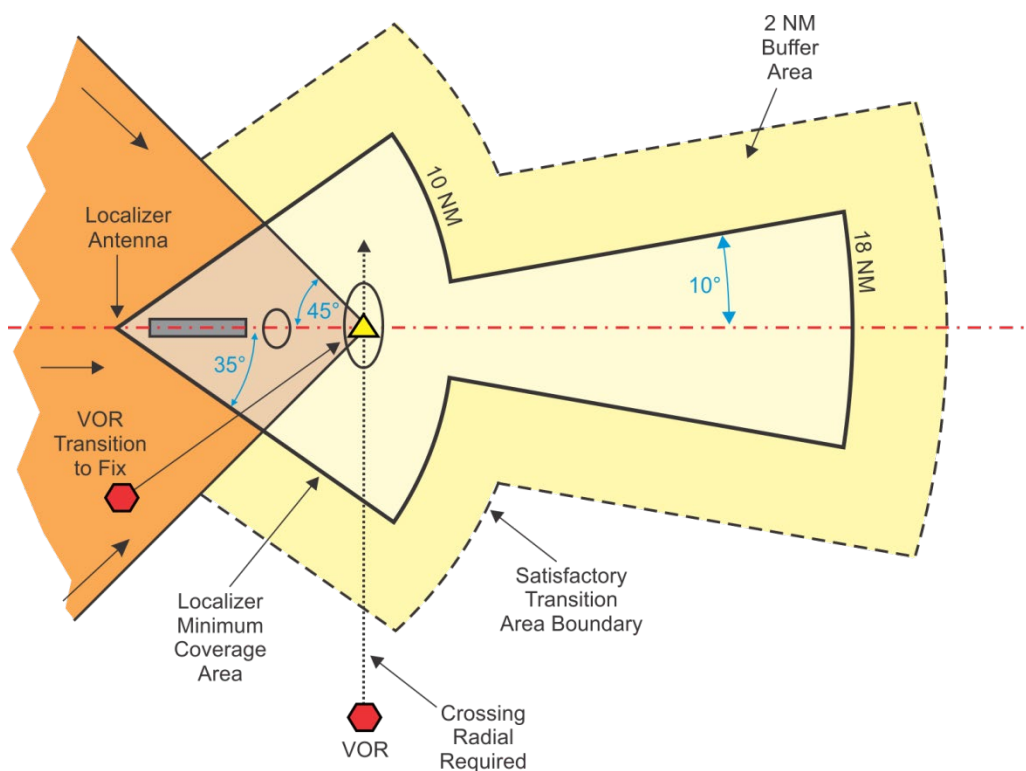 2 NM
Buffer
Area
10 NM
Localizer
Antenna
18 NM
10°
45°
35°
VOR
Transition
to Fix
Satisfactory
Transition
Area Boundary
Localizer
Minimum
Coverage
Area
Crossing
Radial
Required
VOR